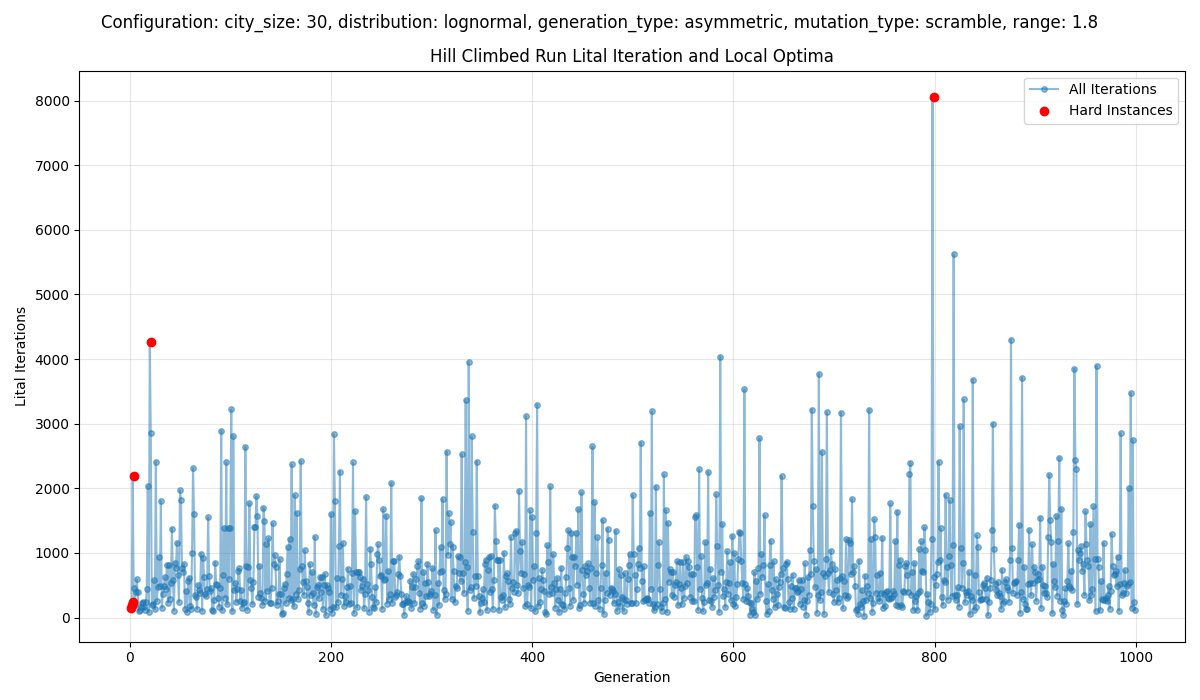 Configuration: city_size: 30, distribution: lognormal, generation_type: asymmetric, mutation_type: scramble, range: 1.8
Hill Climbed Run Lital Iteration and Local Optima
All Iterations
Hard Instances
8000
7000
6000
5000
4000
3000
2000
1000
0
Lital Iterations
0 200 400 600 800 1000
Generation